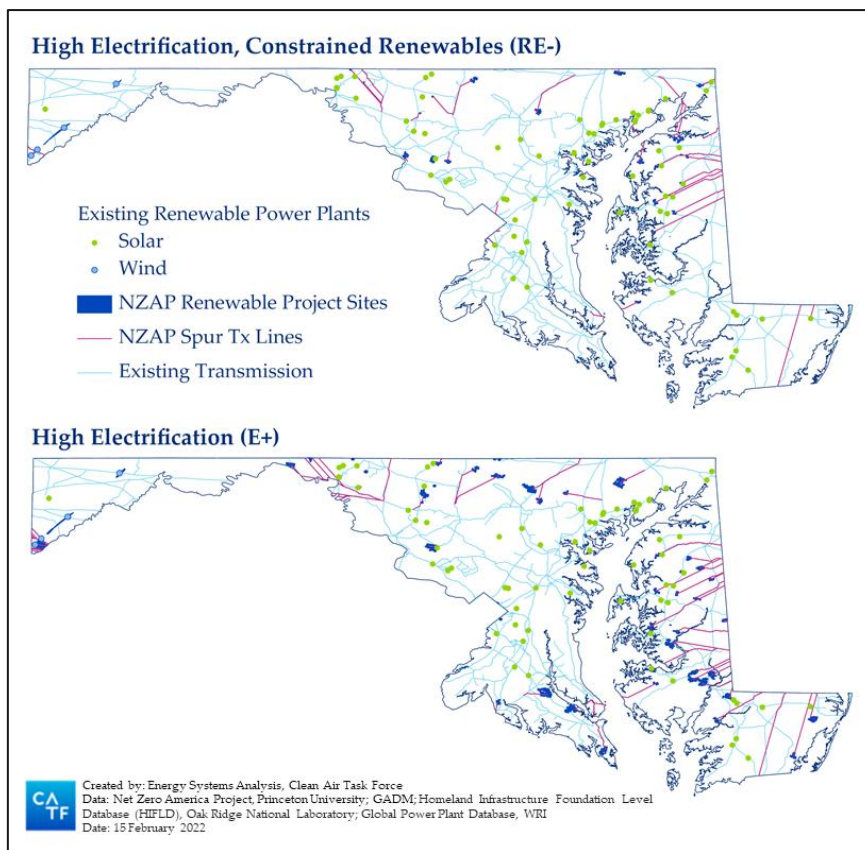 High Electrification, Constrained Renewables (RE-)
Existing Renewable Power Plants
Solar
Wind
NZAP Renewable Project Sites
NZAP Spur Tx Lines
Existing Transmission
High Electrification (E+)
CATF
Created by: Energy Systems Analysis, Clean Air Task Force
Data: Net Zero America Project, Princeton University; GADM; Homeland Infrastructure Foundation Level
Database (HIFLD), Oak Ridge National Laboratory; Global Power Plant Database, WRI
Date: 15 February 2022